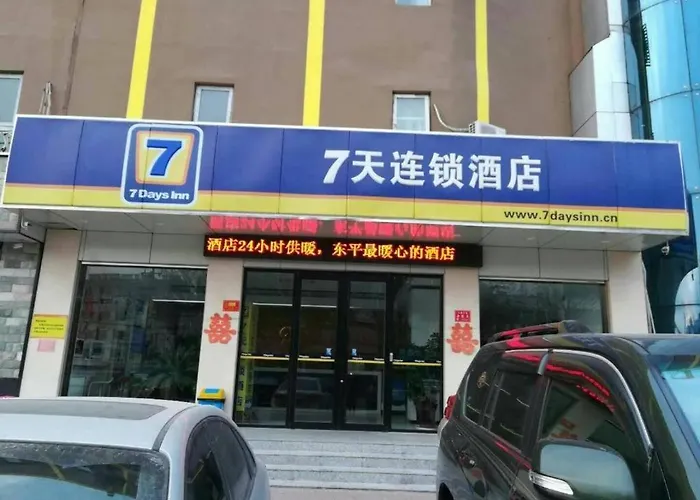 7
7 Days Inn
7天连锁酒店
www.7daysinn.cn
酒店24小时供暖，东平最暖心的酒店
囍
囍